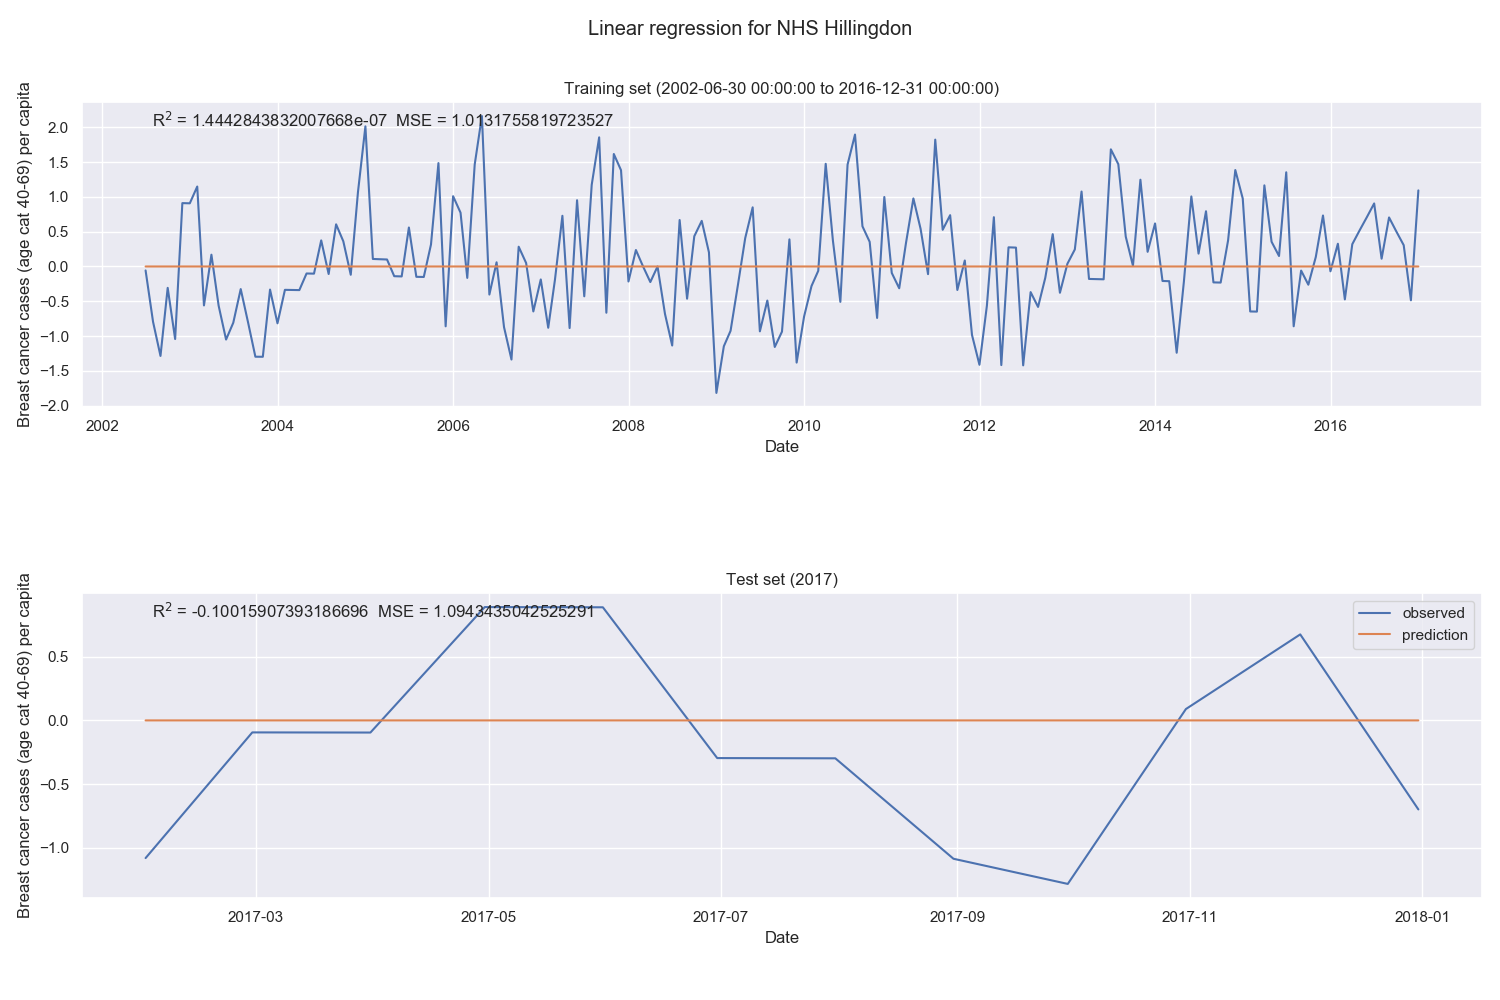 Linear regression for NHS Hillingdon
Training set (2002-06-30 00:00:00 to 2016-12-31 00:00:00)
R² = 1.4442843832007668e-07 MSE = 1.0131755819723527
Breast cancer cases (age cat 40-69) per capita
2.0
1.5
1.0
0.5
0.0
−0.5
−1.0
−1.5
−2.0
2002 2004 2006 2008 2010 2012 2014 2016
Date
Test set (2017)
R² = -0.10015907393186696 MSE = 1.0943435042525291
observed
prediction
Breast cancer cases (age cat 40-69) per capita
0.5
0.0
−0.5
−1.0
2017-03 2017-05 2017-07 2017-09 2017-11 2018-01
Date